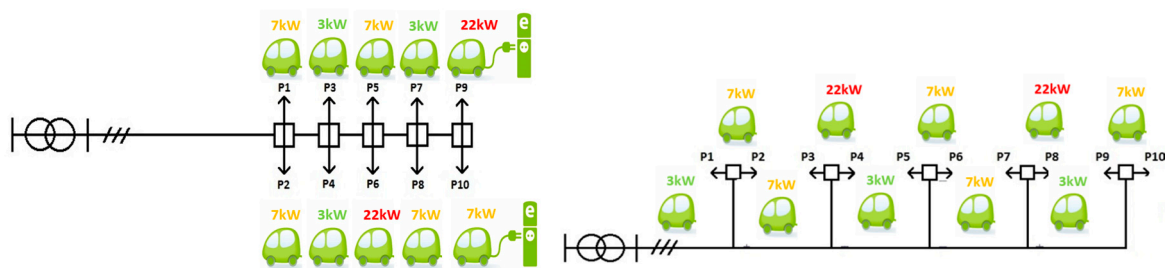 7kW 3kW 7kW 3kW 22kW
e
P1 P3 P5 P7 P9
P2 P4 P6 P8 P10
7kW 3kW 22kW 7kW 7kW
e
7kW 22kW 7kW 22kW 7kW
P1 P2 P3 P4 P5 P6 P7 P8 P9 P10
3kW 7kW 3kW 7kW 3kW